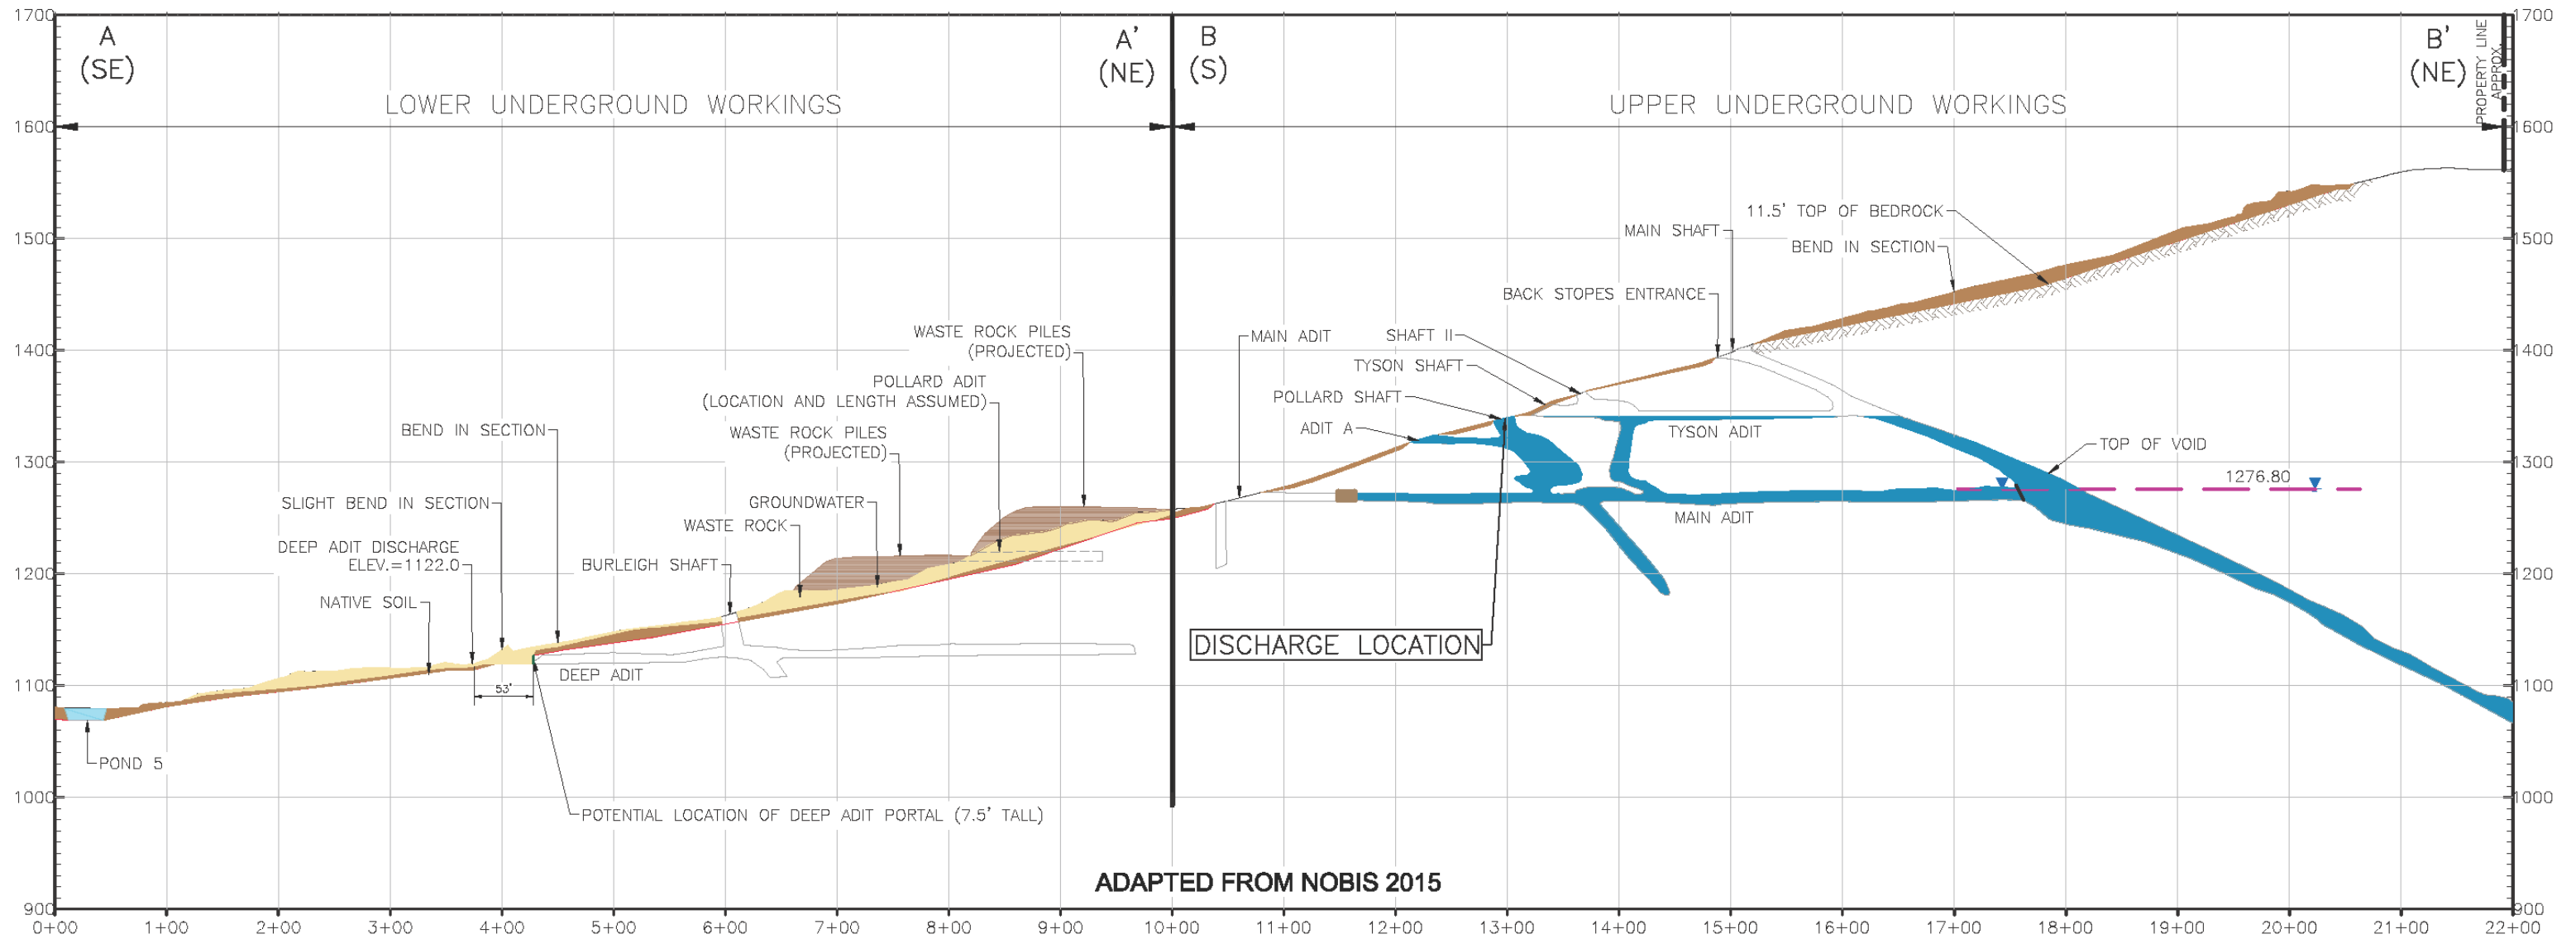 1700
1600
1500
1400
1300
1200
1100
1000
900
A
(SE)
A'
(NE)
B
(S)
B'
(NE)
PROPERTY LINE
APPROX.
LOWER UNDERGROUND WORKINGS
UPPER UNDERGROUND WORKINGS
WASTE ROCK PILES
(PROJECTED)
POLLARD ADIT
(LOCATION AND LENGTH ASSUMED)
WASTE ROCK PILES
(PROJECTED)
BEND IN SECTION
GROUNDWATER
SLIGHT BEND IN SECTION
WASTE ROCK
DEEP ADIT DISCHARGE
ELEV.=1122.0
BURLEIGH SHAFT
NATIVE SOIL
DEEP ADIT
53'
POND 5
POTENTIAL LOCATION OF DEEP ADIT PORTAL (7.5' TALL)
11.5' TOP OF BEDROCK
MAIN SHAFT
BEND IN SECTION
BACK STOPES ENTRANCE
MAIN ADIT
SHAFT II
TYSON SHAFT
POLLARD SHAFT
ADIT A
TYSON ADIT
TOP OF VOID
1276.80
MAIN ADIT
DISCHARGE LOCATION
ADAPTED FROM NOBIS 2015
1700
1600
1500
1400
1300
1200
1100
1000
900
0+00 1+00 2+00 3+00 4+00 5+00 6+00 7+00 8+00 9+00 10+00 11+00 12+00 13+00 14+00 15+00 16+00 17+00 18+00 19+00 20+00 21+00 22+00